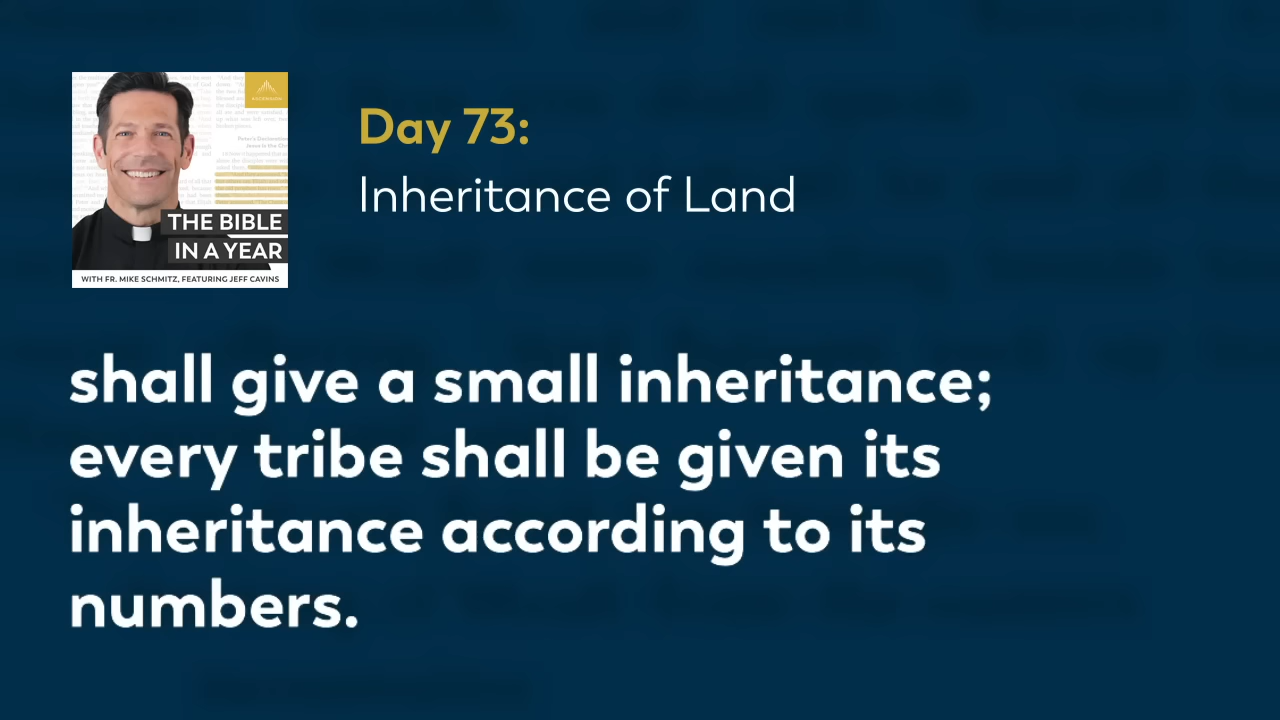 Day 73:
Inheritance of Land
ASCENSION
THE BIBLE
IN A YEAR
WITH FR. MIKE SCHMITZ, FEATURING JEFF CAVINS
shall give a small inheritance;
every tribe shall be given its
inheritance according to its
numbers.